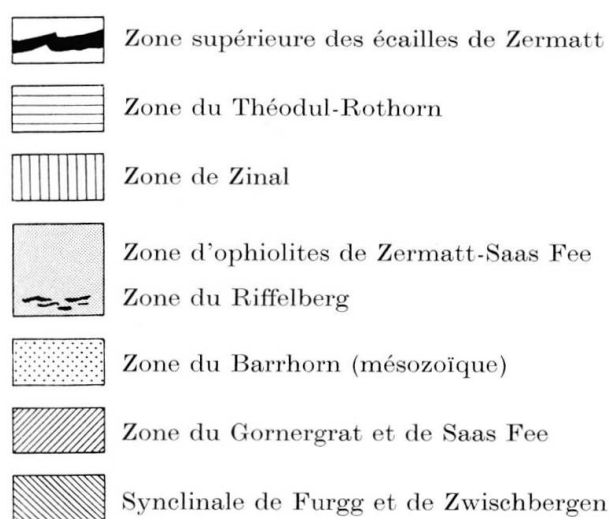 Zone supérieure des écailles de Zermatt
Zone du Théodul-Rothorn
Zone de Zinal
Zone d'ophiolites de Zermatt-Saas Fee
Zone du Riffelberg
Zone du Barrhorn (mésozoïque)
Zone du Gornergrat et de Saas Fee
Synclinale de Furgg et de Zwischbergen